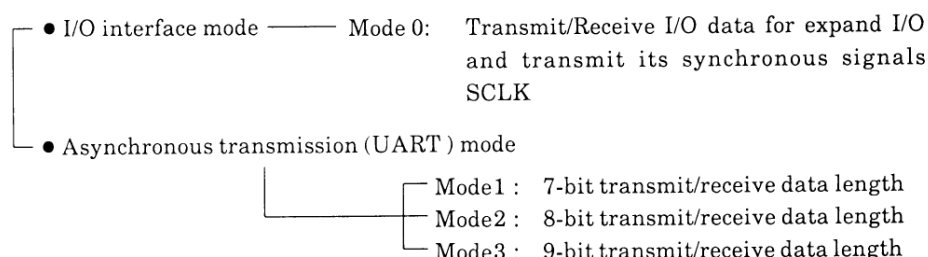 ● I/O interface mode —— Mode 0: Transmit/Receive I/O data for expand I/O
and transmit its synchronous signals
SCLK
● Asynchronous transmission (UART) mode
Mode1 : 7-bit transmit/receive data length
Mode2 : 8-bit transmit/receive data length
Mode3 : 9-bit transmit/receive data length